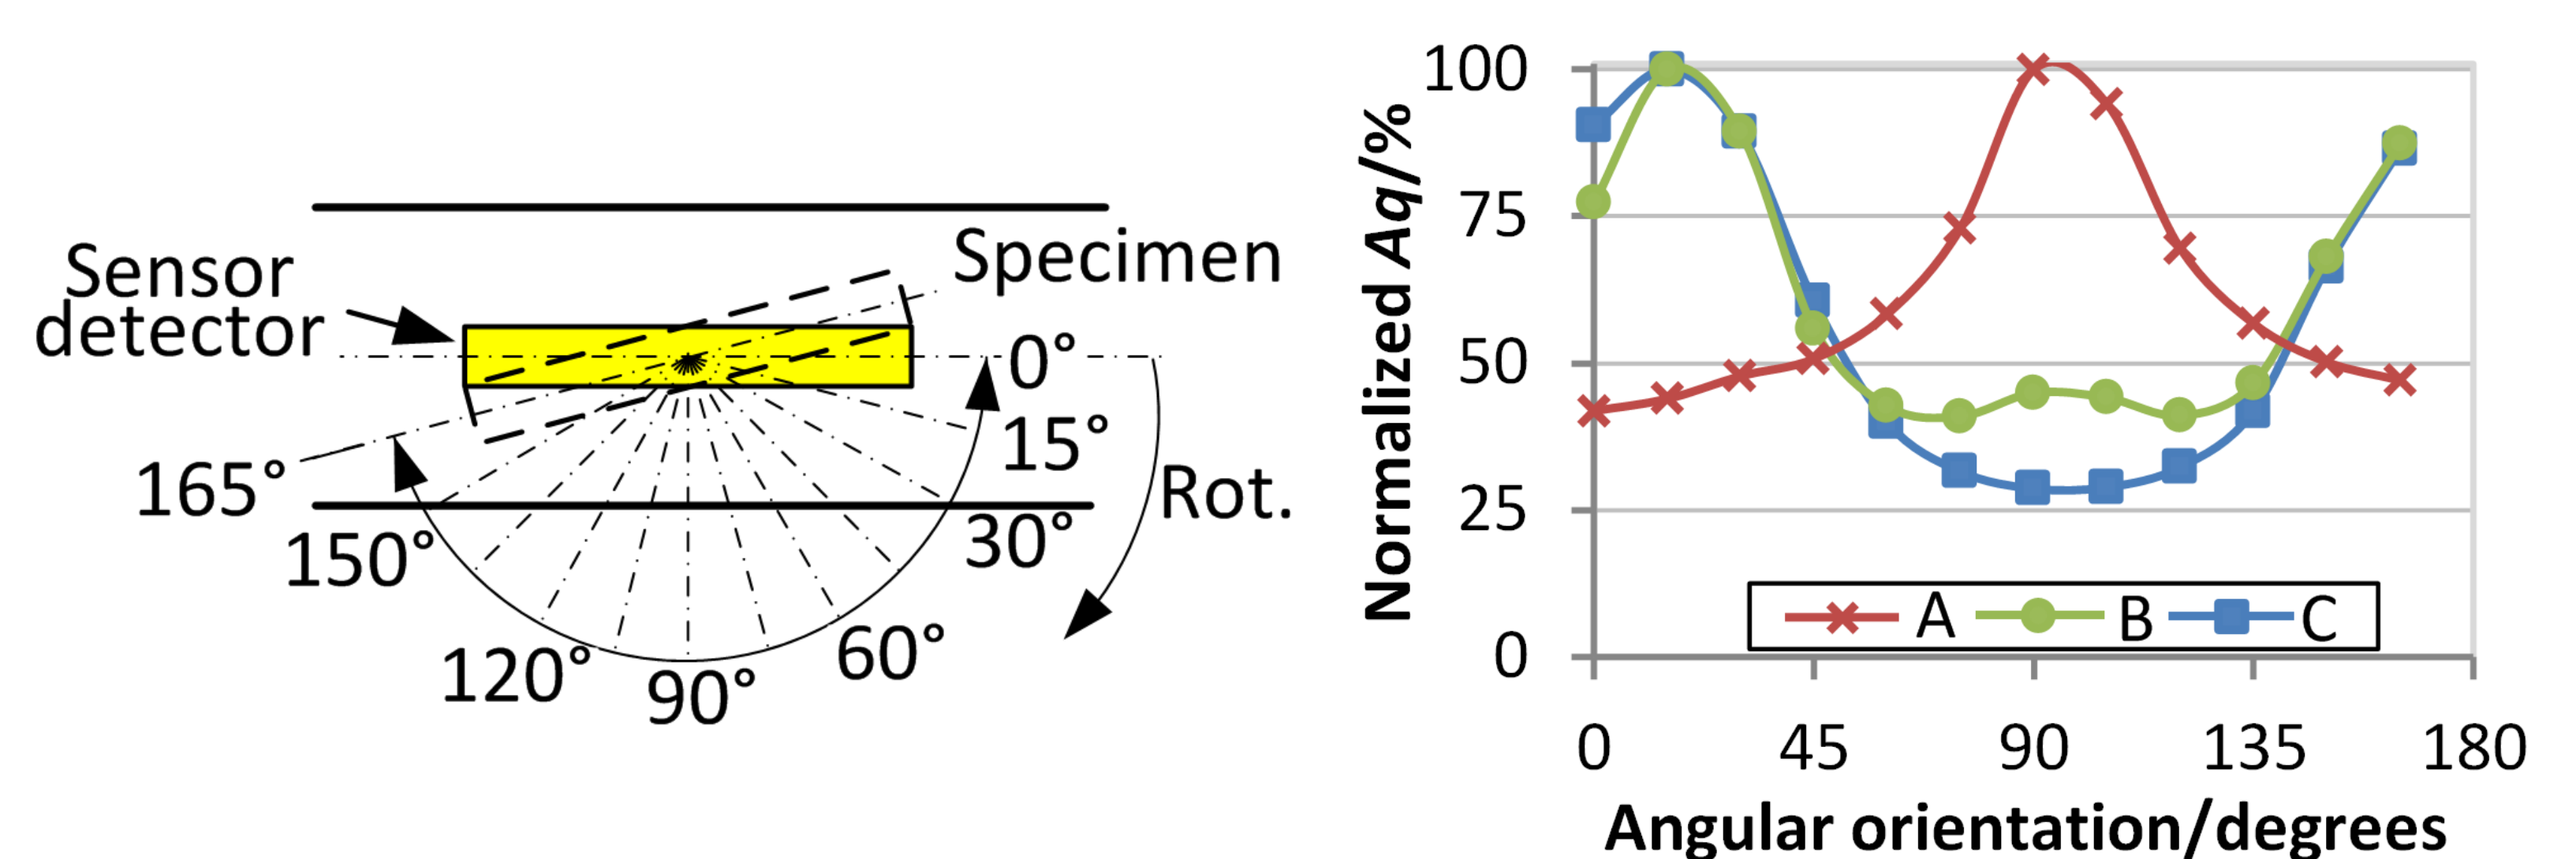 Sensor
detector
Specimen
0°
15°
30°
60°
90°
120°
150°
165°
Rot.
Normalized Aq/%
100
75
50
25
0
A B C
0 45 90 135 180
Angular orientation/degrees